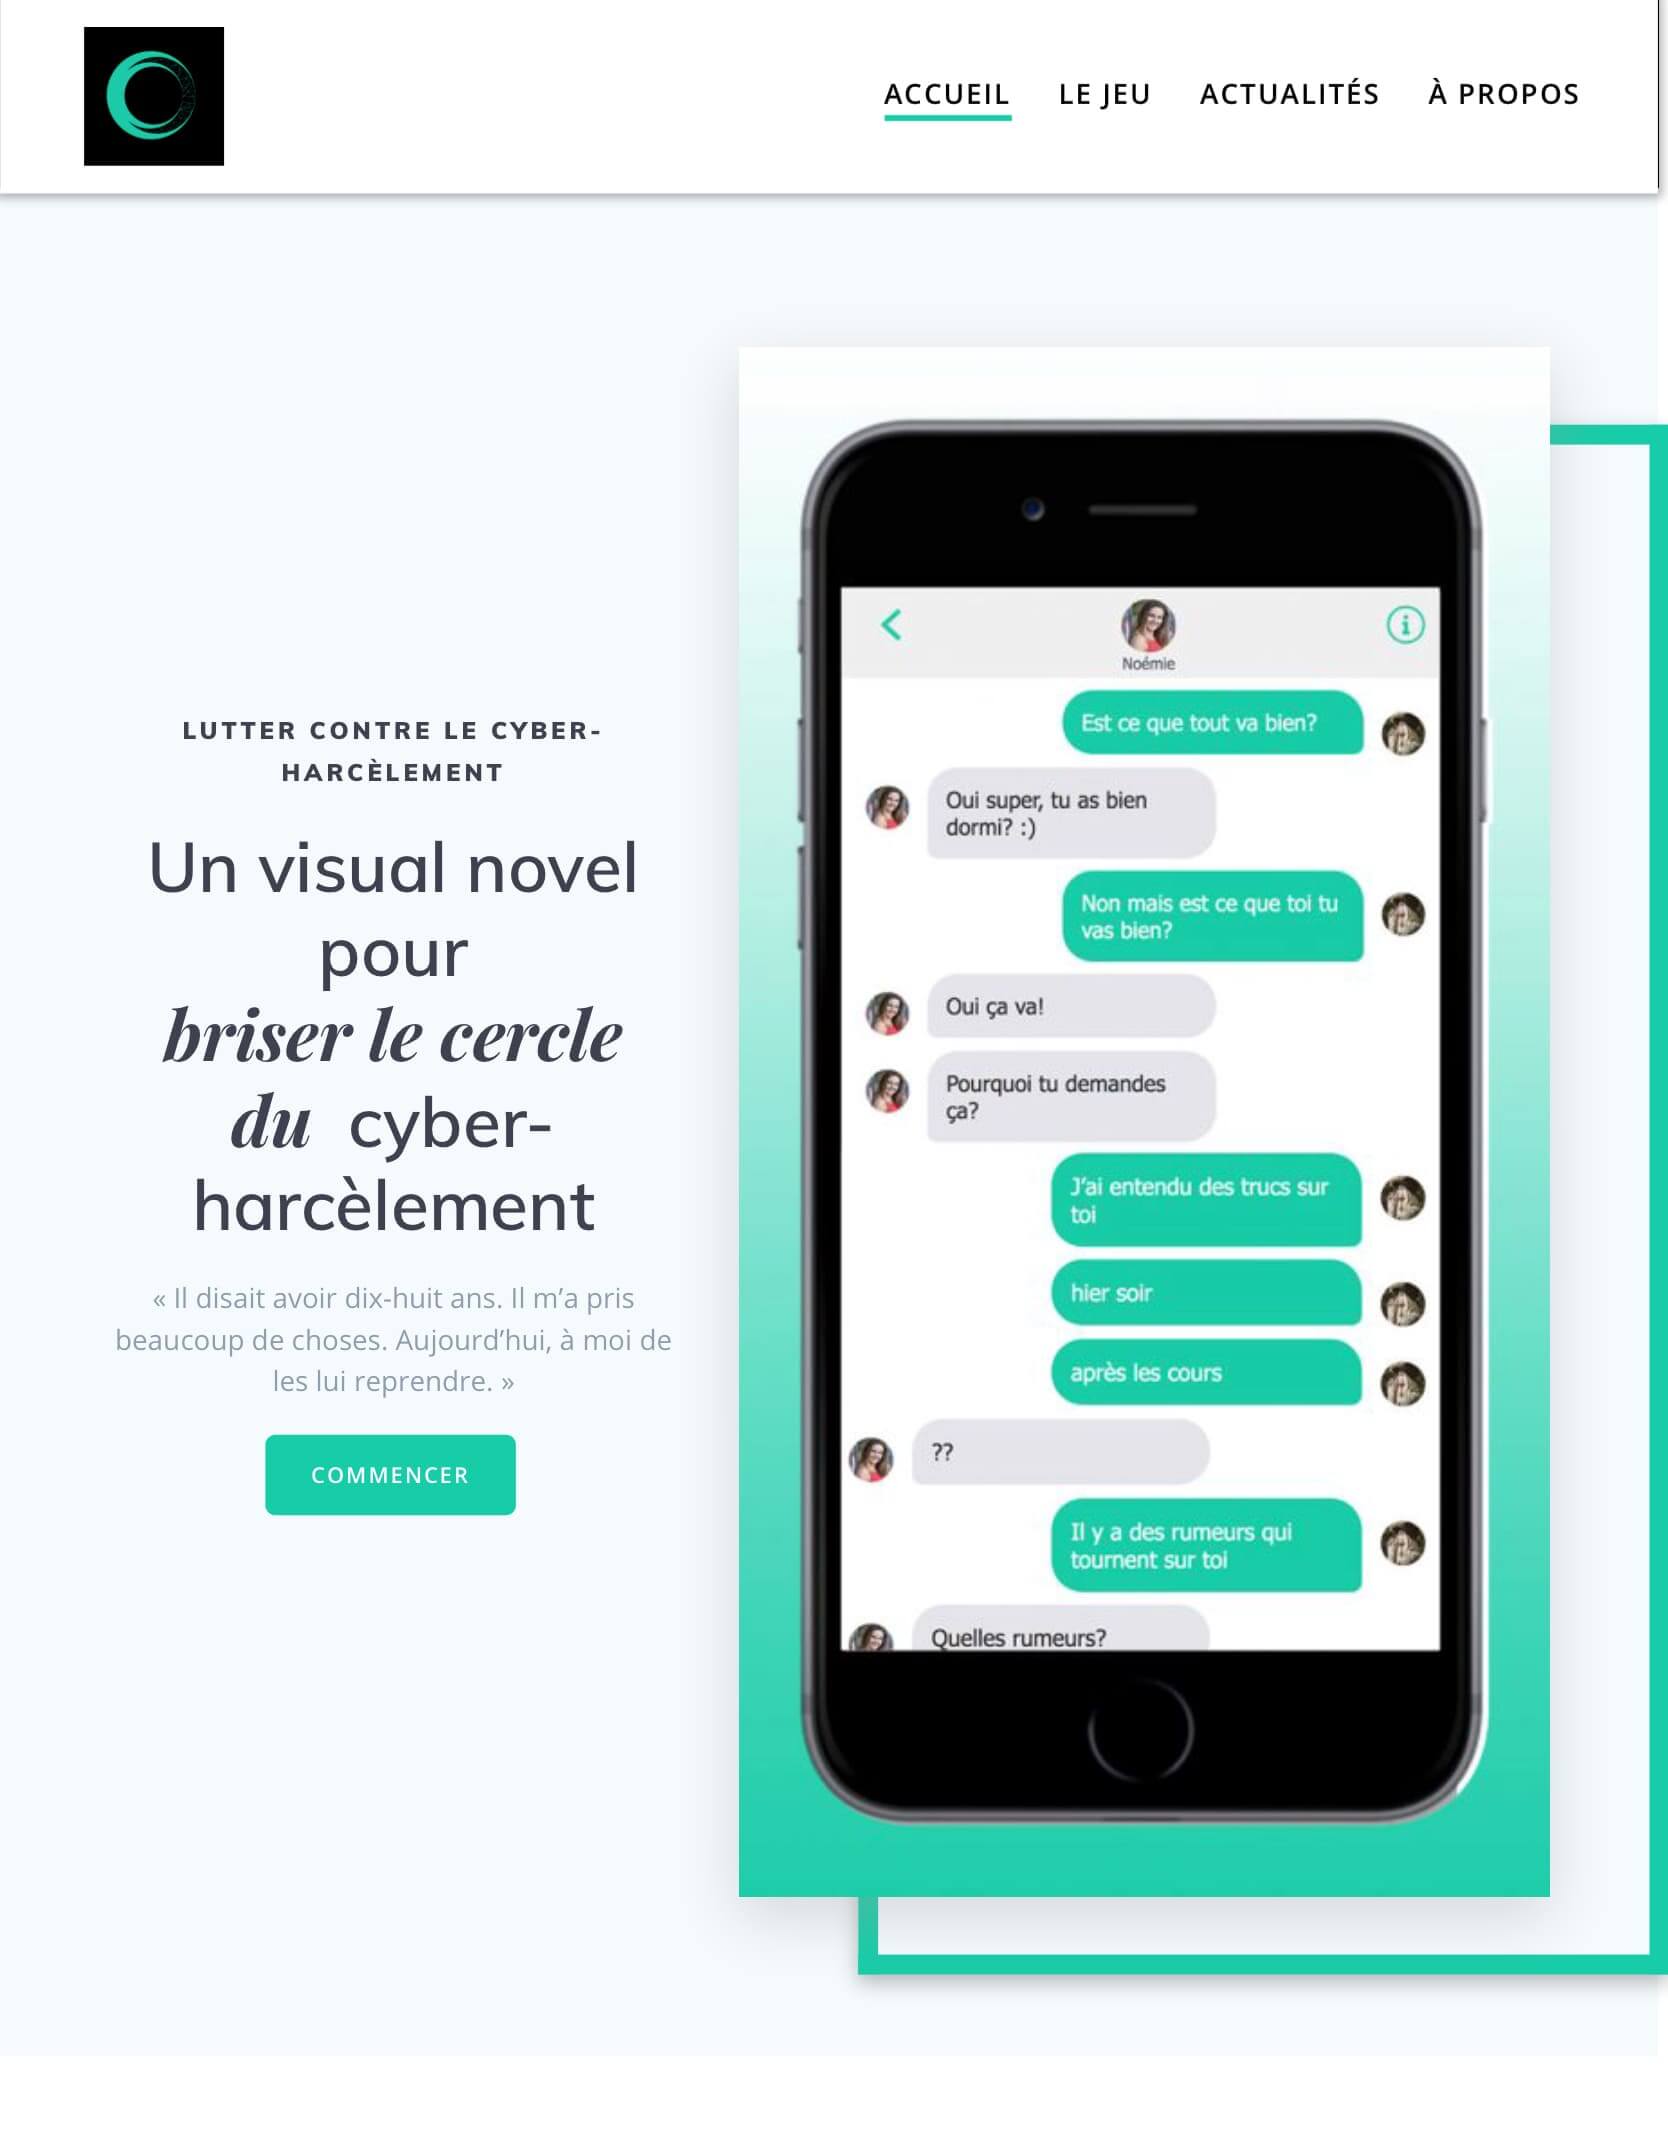 ACCUEIL LE JEU ACTUALITÉS À PROPOS
LUTTER CONTRE LE CYBER-
HARCÈLEMENT
Un visual novel
pour
briser le cercle
du cyber-
harcèlement
« Il disait avoir dix-huit ans. Il m’a pris
beaucoup de choses. Aujourd’hui, à moi de
les lui reprendre. »
COMMENCER
Noémie
Est ce que tout va bien?
Oui super, tu as bien
dormi? :)
Non mais est ce que toi tu
vas bien?
Oui ça va!
Pourquoi tu demandes
ça?
J’ai entendu des trucs sur
toi
hier soir
après les cours
??
Il y a des rumeurs qui
tournent sur toi
Quelles rumeurs?